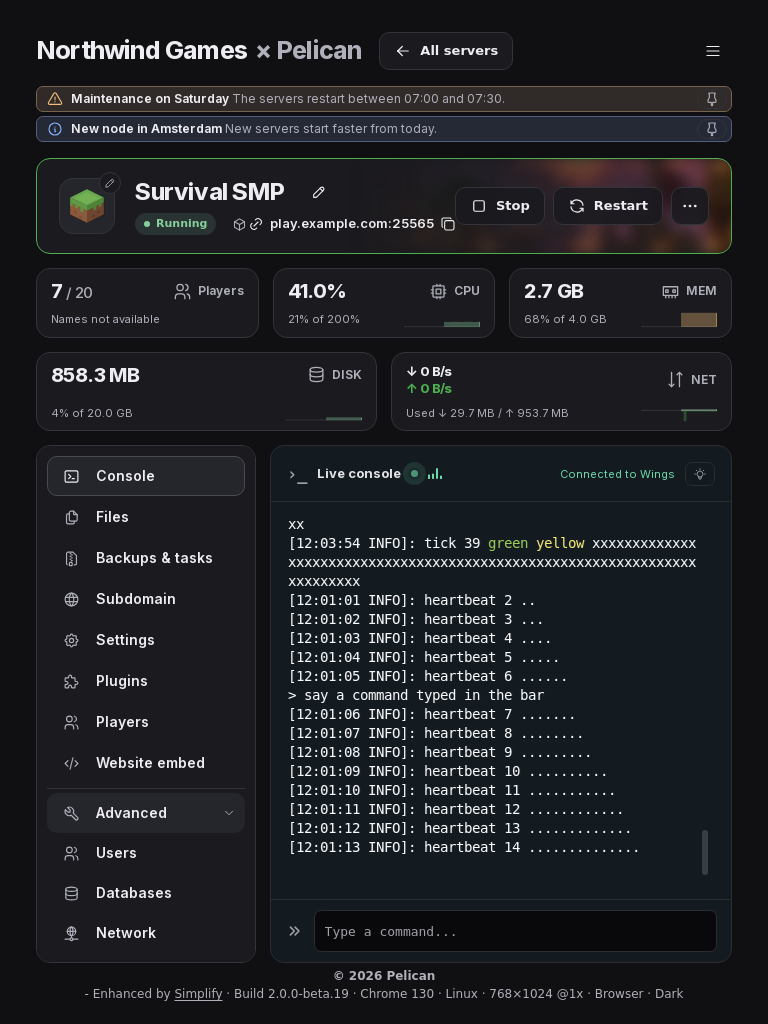 Northwind Games × Pelican
All servers
Maintenance on Saturday The servers restart between 07:00 and 07:30.
New node in Amsterdam New servers start faster from today.
Survival SMP
Running
play.example.com:25565
Stop
Restart
7 / 20
Players
Names not available
41.0%
CPU
21% of 200%
2.7 GB
MEM
68% of 4.0 GB
858.3 MB
DISK
4% of 20.0 GB
↓ 0 B/s
↑ 0 B/s
NET
Used ↓ 29.7 MB / ↑ 953.7 MB
Console
Files
Backups & tasks
Subdomain
Settings
Plugins
Players
Website embed
Advanced
Users
Databases
Network
Live console
Connected to Wings
xx
[12:03:54 INFO]: tick 39 green yellow xxxxxxxxxxxxx
xxxxxxxxxxxxxxxxxxxxxxxxxxxxxxxxxxxxxxxxxxxxxxxxxxx
xxxxxxxxx
[12:01:01 INFO]: heartbeat 2 ..
[12:01:02 INFO]: heartbeat 3 ...
[12:01:03 INFO]: heartbeat 4 ....
[12:01:04 INFO]: heartbeat 5 .....
[12:01:05 INFO]: heartbeat 6 ......
> say a command typed in the bar
[12:01:06 INFO]: heartbeat 7 .......
[12:01:07 INFO]: heartbeat 8 ........
[12:01:08 INFO]: heartbeat 9 .........
[12:01:09 INFO]: heartbeat 10 ..........
[12:01:10 INFO]: heartbeat 11 ...........
[12:01:11 INFO]: heartbeat 12 ............
[12:01:12 INFO]: heartbeat 13 .............
[12:01:13 INFO]: heartbeat 14 ..............
Type a command...
© 2026 Pelican
- Enhanced by Simplify · Build 2.0.0-beta.19 · Chrome 130 · Linux · 768×1024 @1x · Browser · Dark